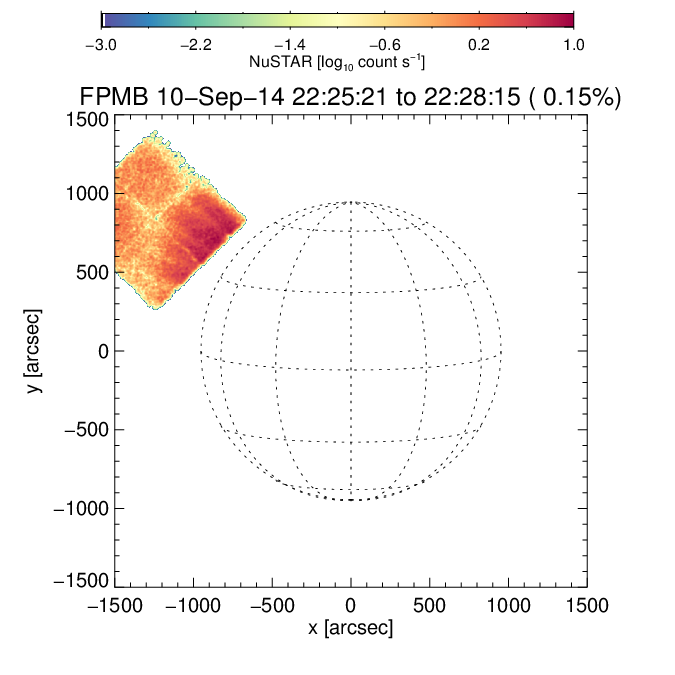 −3.0 −2.2 −1.4 −0.6 0.2 1.0
NuSTAR [log₁₀ count s⁻¹]
FPMB 10−Sep−14 22:25:21 to 22:28:15 ( 0.15%)
1500
1000
500
0
−500
−1000
−1500
y [arcsec]
−1500 −1000 −500 0 500 1000 1500
x [arcsec]